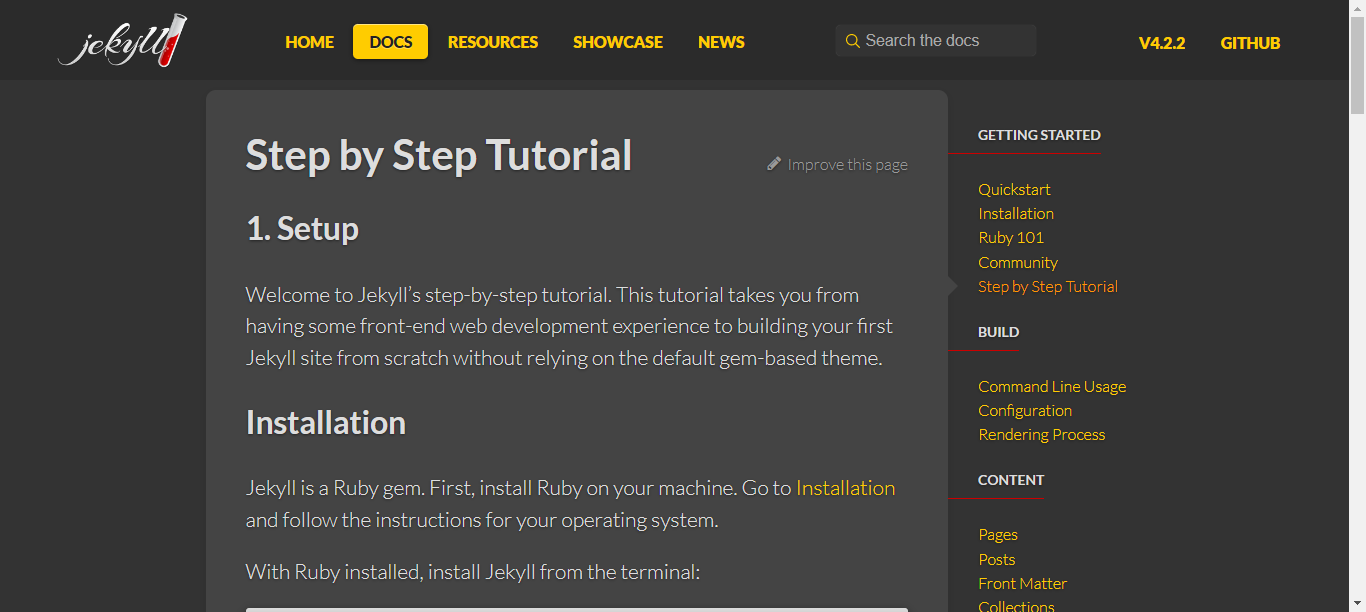 jekyll
HOME DOCS RESOURCES SHOWCASE NEWS
Search the docs
V4.2.2 GITHUB
Step by Step Tutorial
Improve this page
1. Setup
Welcome to Jekyll’s step-by-step tutorial. This tutorial takes you from
having some front-end web development experience to building your first
Jekyll site from scratch without relying on the default gem-based theme.
Installation
Jekyll is a Ruby gem. First, install Ruby on your machine. Go to Installation
and follow the instructions for your operating system.
With Ruby installed, install Jekyll from the terminal:
GETTING STARTED
Quickstart
Installation
Ruby 101
Community
Step by Step Tutorial
BUILD
Command Line Usage
Configuration
Rendering Process
CONTENT
Pages
Posts
Front Matter
Collections